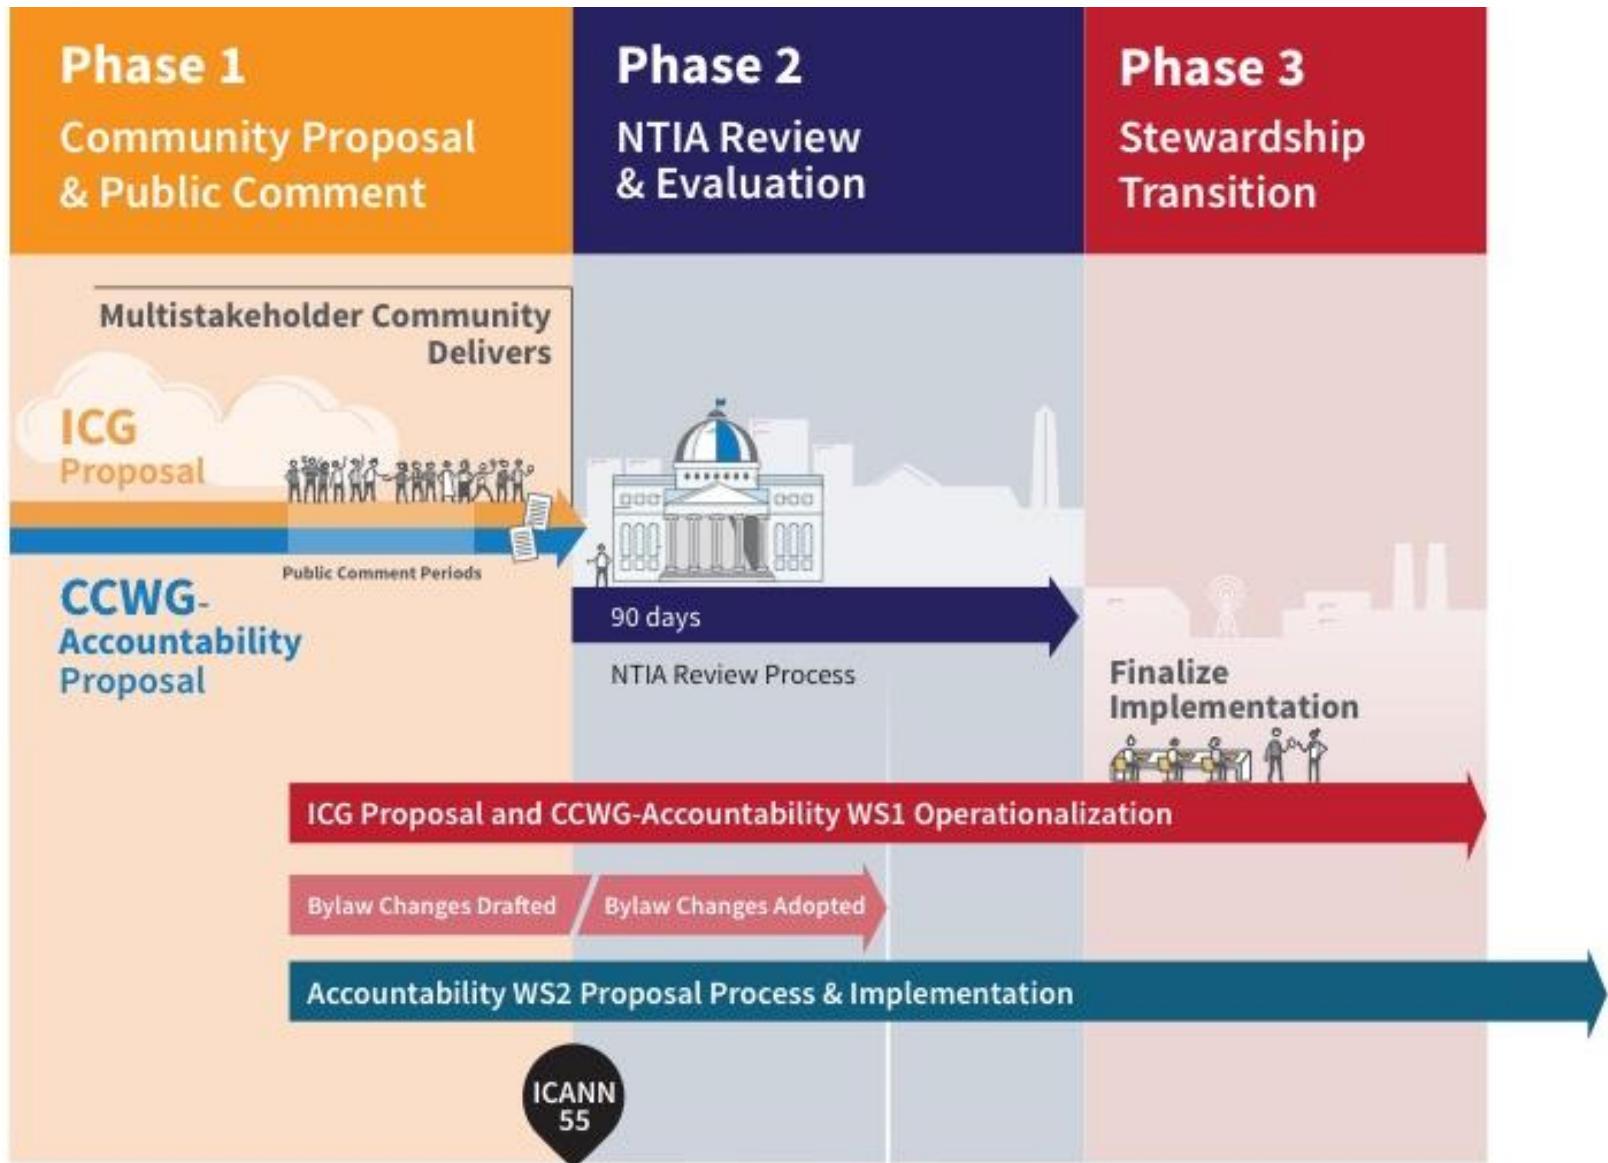 Phase 1
Community Proposal
& Public Comment
Phase 2
NTIA Review
& Evaluation
Phase 3
Stewardship
Transition
Multistakeholder Community
Delivers
ICG
Proposal
Public Comment Periods
CCWG-
Accountability
Proposal
90 days
NTIA Review Process
Finalize
Implementation
ICG Proposal and CCWG-Accountability WS1 Operationalization
Bylaw Changes Drafted
Bylaw Changes Adopted
Accountability WS2 Proposal Process & Implementation
ICANN
55